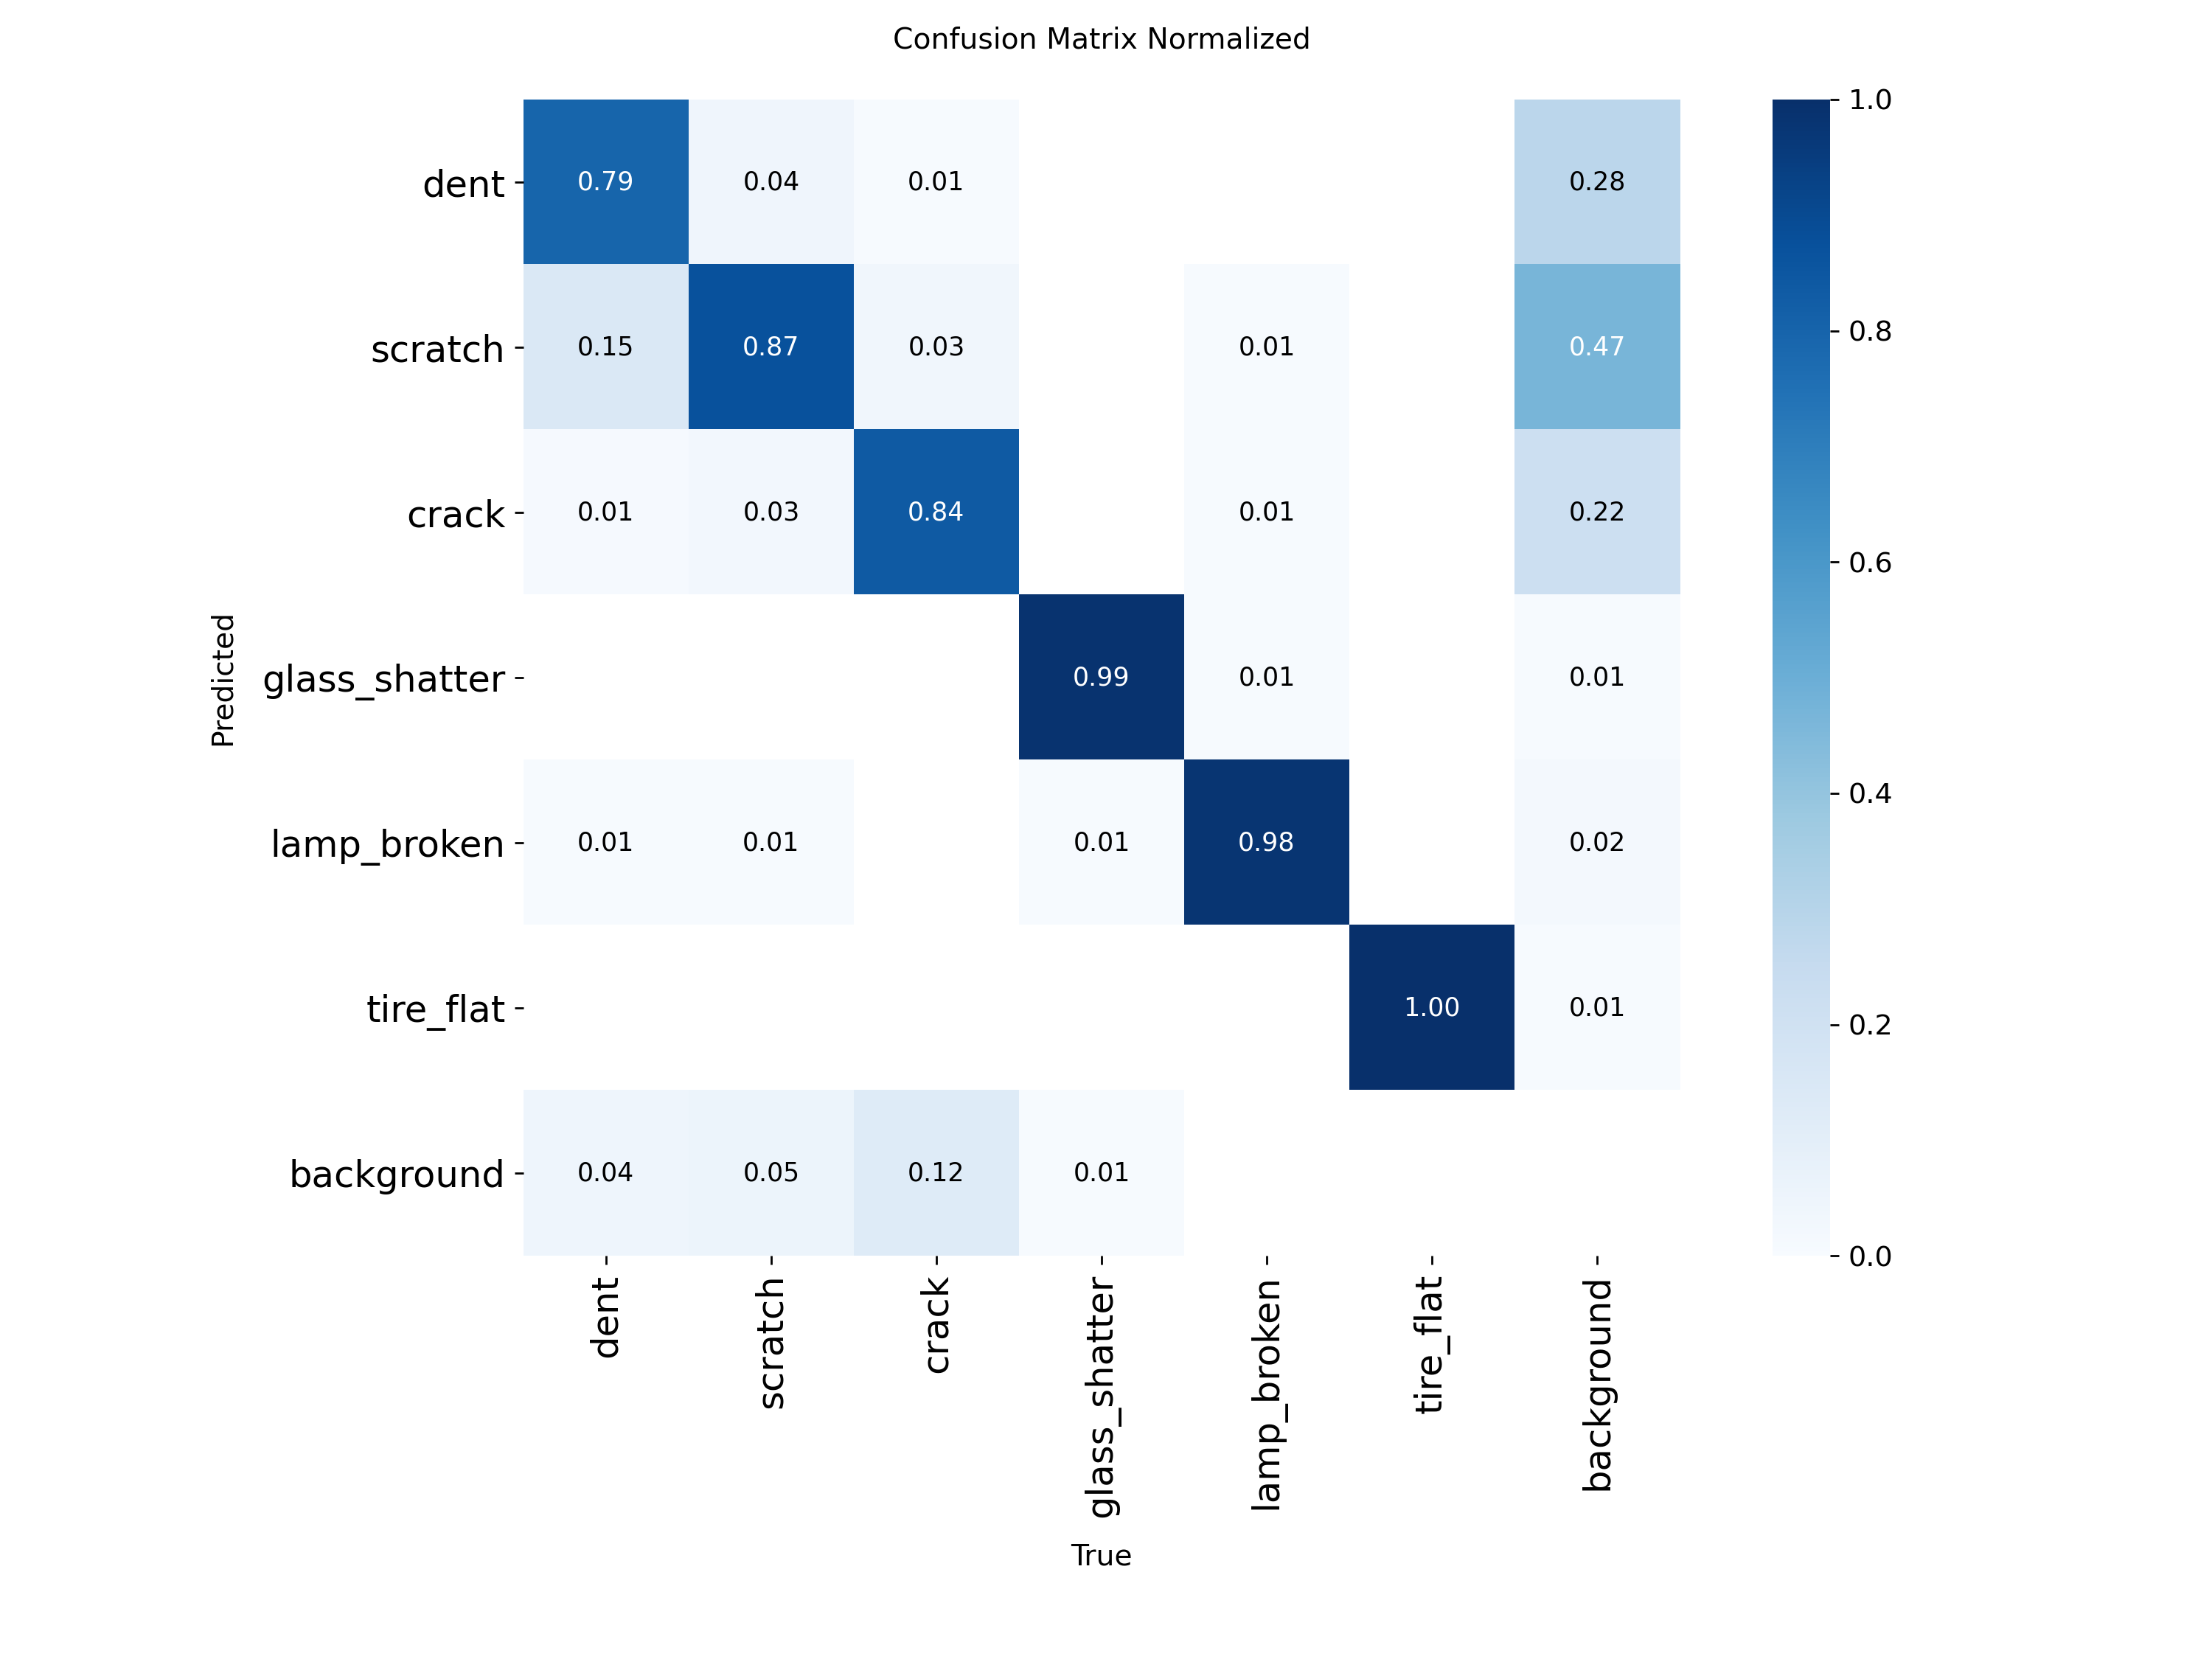 Confusion Matrix Normalized
dent 0.79 0.04 0.01 0.28
scratch 0.15 0.87 0.03 0.01 0.47
crack 0.01 0.03 0.84 0.01 0.22
glass_shatter 0.99 0.01 0.01
lamp_broken 0.01 0.01 0.01 0.98 0.02
tire_flat 1.00 0.01
background 0.04 0.05 0.12 0.01
Predicted
dent scratch crack glass_shatter lamp_broken tire_flat background
True
1.0
0.8
0.6
0.4
0.2
0.0